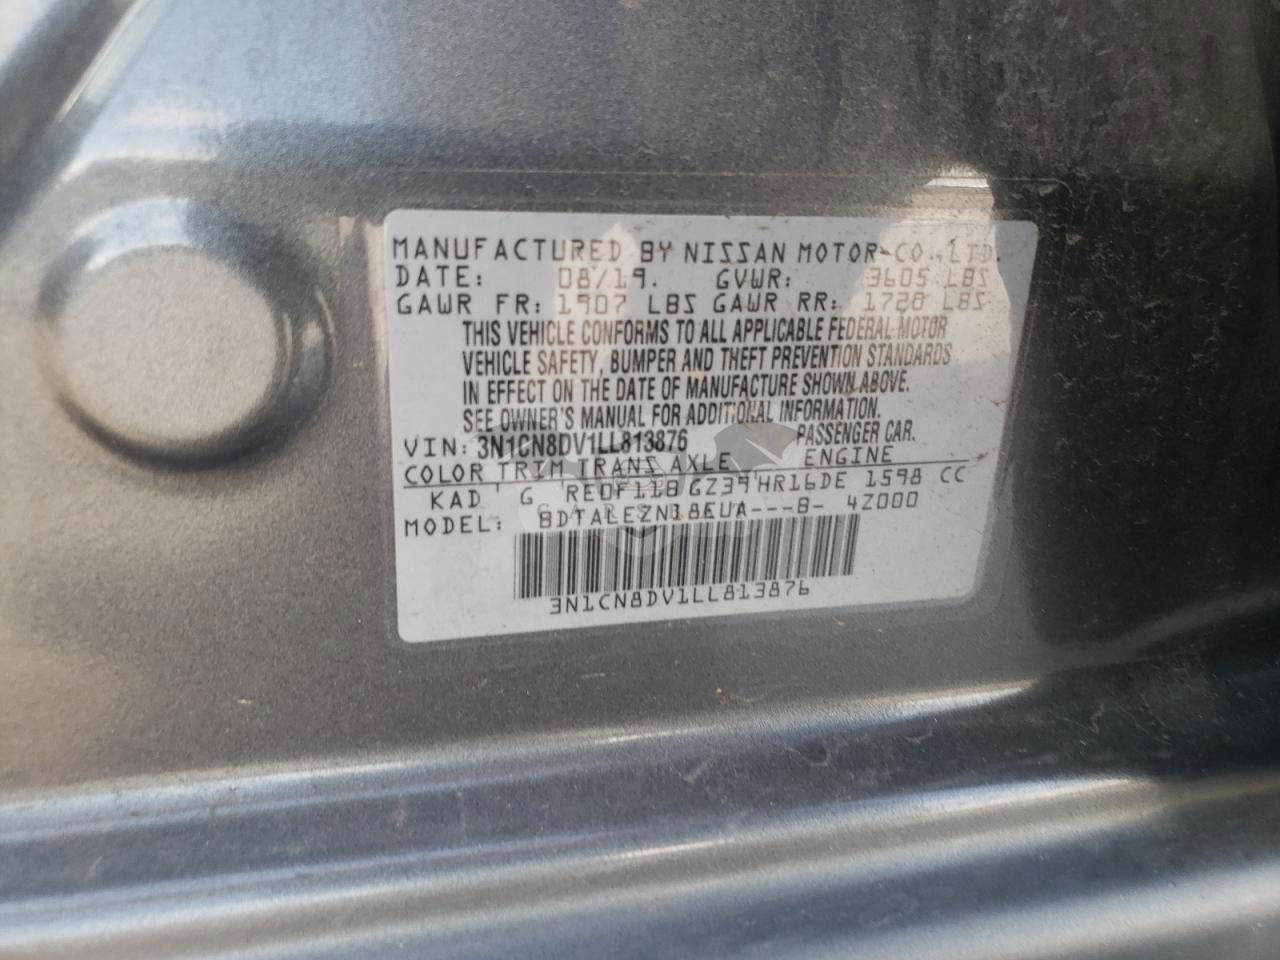 MANUFACTURED BY NISSAN MOTOR CO.,LTD.
DATE: 08/19. GVWR: 3605 LBS
GAWR FR: 1907 LBS GAWR RR: 1720 LBS
THIS VEHICLE CONFORMS TO ALL APPLICABLE FEDERAL MOTOR
VEHICLE SAFETY, BUMPER AND THEFT PREVENTION STANDARDS
IN EFFECT ON THE DATE OF MANUFACTURE SHOWN ABOVE.
SEE OWNER'S MANUAL FOR ADDITIONAL INFORMATION.
VIN: 3N1CN8DV1LL813876 PASSENGER CAR.
COLOR TRIM TRANS AXLE ENGINE
KAD G RE0F11B GZ39 HR16DE 1598 CC
MODEL: BDTALEZN18EUA---B- 4Z000
3N1CN8DV1LL813876